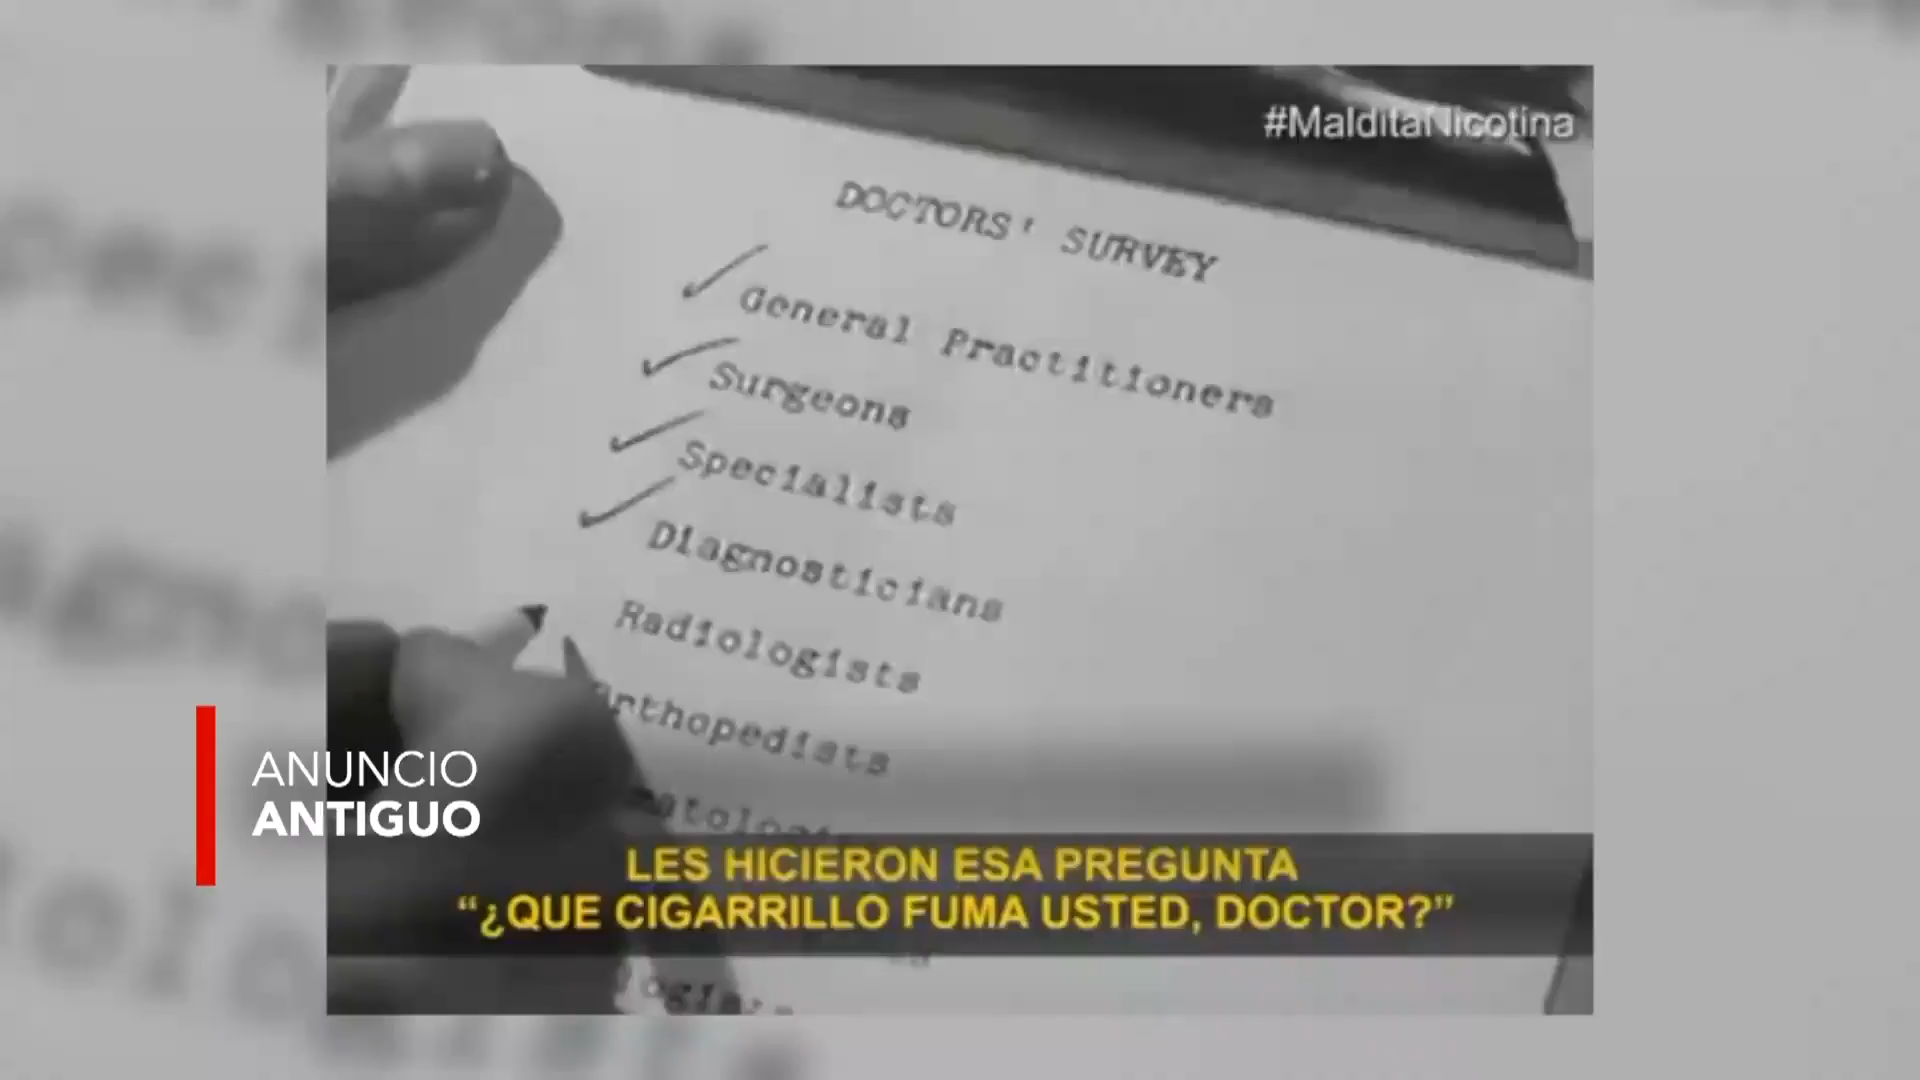 #MalditaNicotina
DOCTORS' SURVEY
General Practitioners
Surgeons
Specialists
Diagnosticians
Radiologists
ANUNCIO
ANTIGUO
LES HICIERON ESA PREGUNTA
“¿QUE CIGARRILLO FUMA USTED, DOCTOR?”